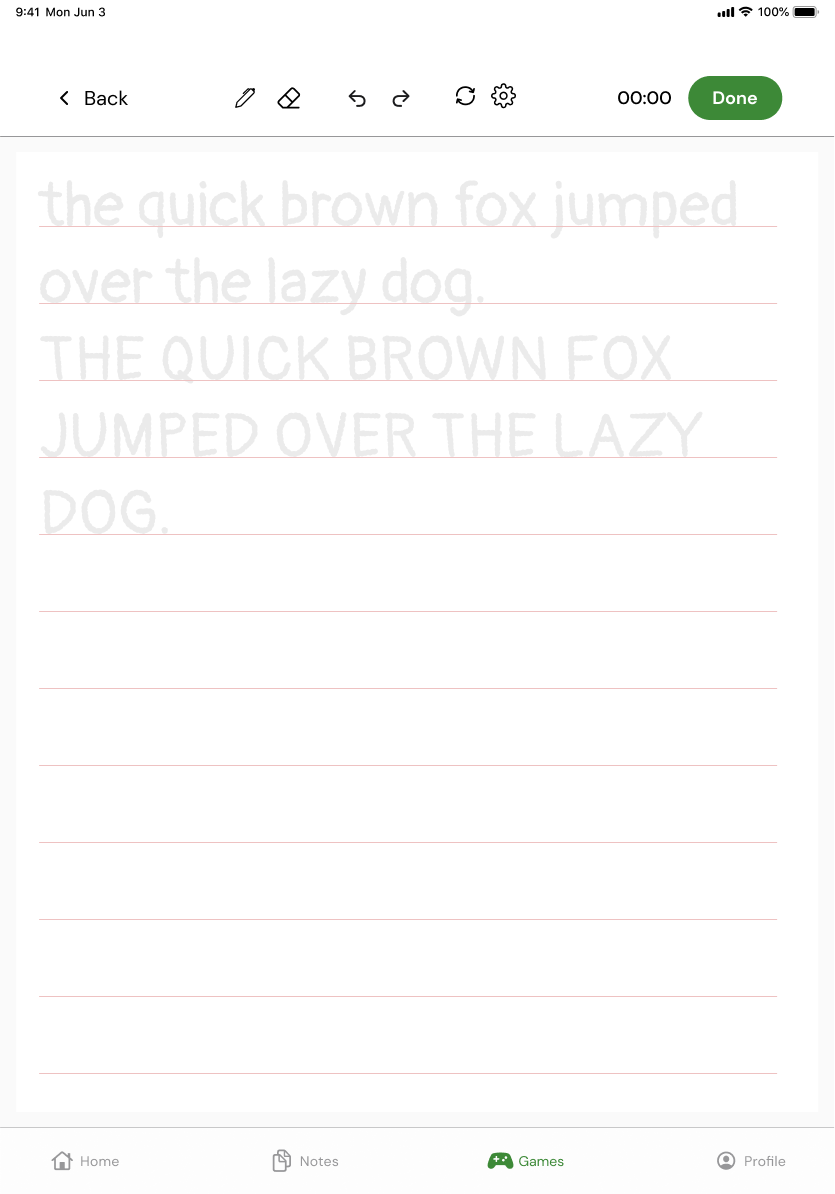 9:41 Mon Jun 3 100%
Back 00:00 Done
the quick brown fox jumped
over the lazy dog.
THE QUICK BROWN FOX
JUMPED OVER THE LAZY
DOG.
Home Notes Games Profile